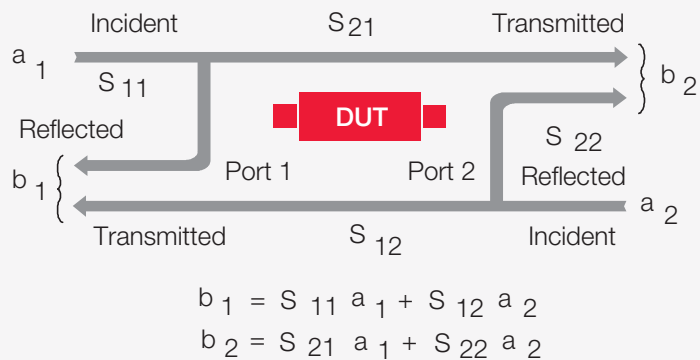 Incident S21 Transmitted
a1
S11
b2
DUT
Reflected
S22
Port 1 Port 2
b1
Reflected
a2
Transmitted
S12
Incident
b1 = S11 a1 + S12 a2
b2 = S21 a1 + S22 a2